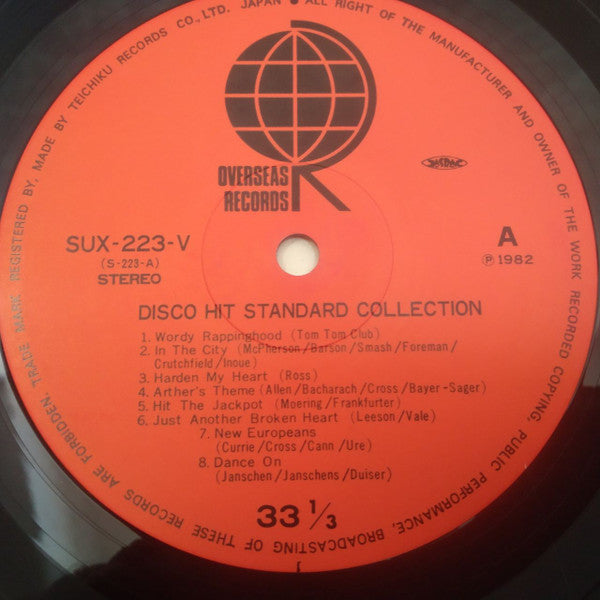 TRADE MARK REGISTERED BY, MADE BY TEICHIKU RECORDS CO., LTD. JAPAN • ALL RIGHT OF THE MANUFACTURER AND OWNER OF THE WORK RECORDED COPYING, PUBLIC PERFORMANCE, BROADCASTING OF THESE RECORDS ARE FORBIDDEN
OVERSEAS
RECORDS
JASRAC
SUX-223-V
(S-223-A)
STEREO
A
Ⓟ1982
DISCO HIT STANDARD COLLECTION
1. Wordy Rappinghood (Tom Tom Club)
2. In The City (McPherson/Barson/Smash/Foreman/
Crutchfield/Inoue)
3. Harden My Heart (Ross)
4. Arther's Theme (Allen/Bacharach/Cross/Bayer-Sager)
5. Hit The Jackpot (Moering/Frankfurter)
6. Just Another Broken Heart (Leeson/Vale)
7. New Europeans
(Currie/Cross/Cann/Ure)
8. Dance On
(Janschen/Janschens/Duiser)
33 1/3